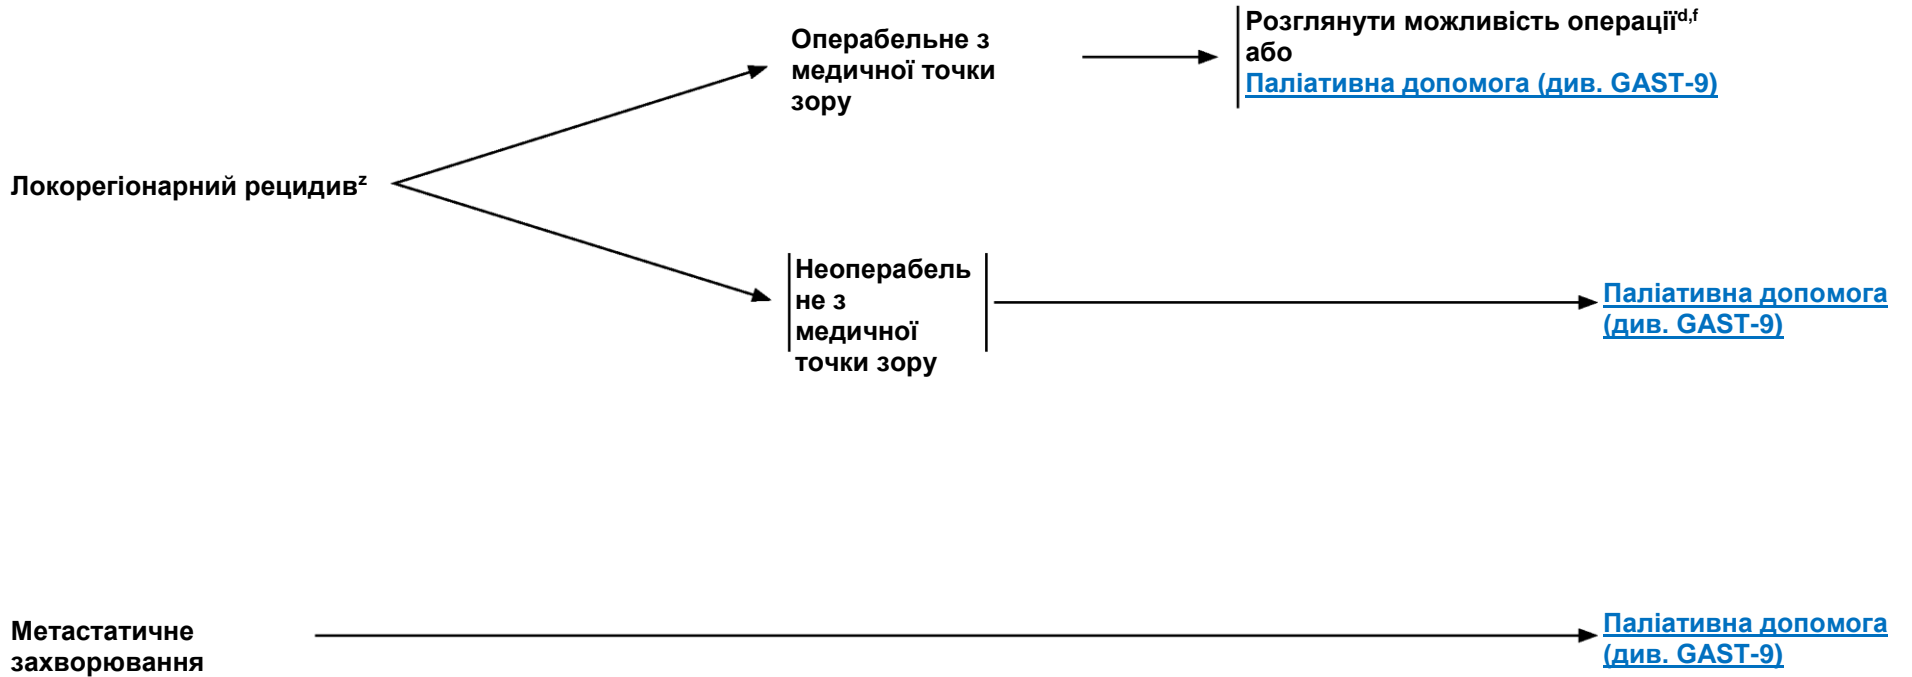 Операбельне з
медичної точки
зору
Розглянути можливість операціїd,f
або
Паліативна допомога (див. GAST-9)
Локорегіонарний рецидивz
Неоперабель
не з
медичної
точки зору
Паліативна допомога
(див. GAST-9)
Метастатичне
захворювання
Паліативна допомога
(див. GAST-9)